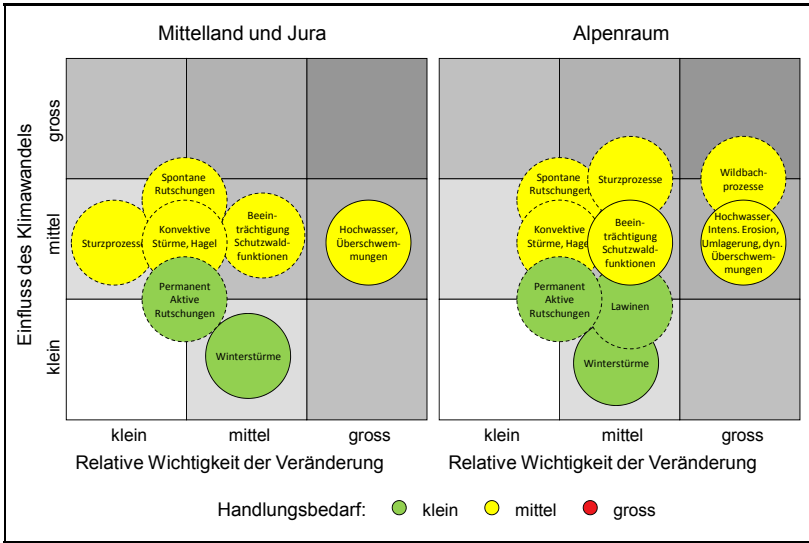 Mittelland und Jura
Einfluss des Klimawandels
gross
mittel
klein
Spontane
Rutschungen
Sturzprozesse
Konvektive
Stürme, Hagel
Beein-
trächtigung
Schutzwald-
funktionen
Hochwasser,
Überschwem-
mungen
Permanent
Aktive
Rutschungen
Winterstürme
klein
mittel
gross
Relative Wichtigkeit der Veränderung
Alpenraum
Spontane
Rutschungen
Sturzprozesse
Wildbach-
prozesse
Konvektive
Stürme, Hagel
Beein-
trächtigung
Schutzwald-
funktionen
Hochwasser,
Intens. Erosion,
Umlagerung, dyn.
Überschwem-
mungen
Permanent
Aktive
Rutschungen
Lawinen
Winterstürme
klein
mittel
gross
Relative Wichtigkeit der Veränderung
Handlungsbedarf: klein mittel gross